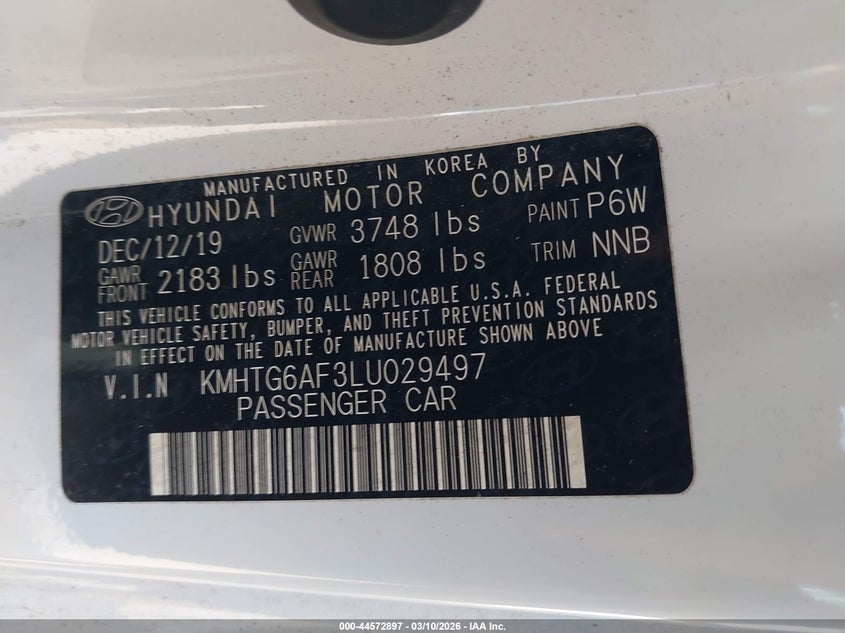 MANUFACTURED IN KOREA BY
HYUNDAI MOTOR COMPANY
DEC/12/19 GVWR 3748 lbs PAINT P6W
GAWR FRONT 2183 lbs GAWR REAR 1808 lbs TRIM NNB
THIS VEHICLE CONFORMS TO ALL APPLICABLE U.S.A. FEDERAL
MOTOR VEHICLE SAFETY, BUMPER, AND THEFT PREVENTION STANDARDS
IN EFFECT ON THE DATE OF MANUFACTURE SHOWN ABOVE
V.I.N KMHTG6AF3LU029497
PASSENGER CAR
000-44572897 - 03/10/2026 - IAA Inc.